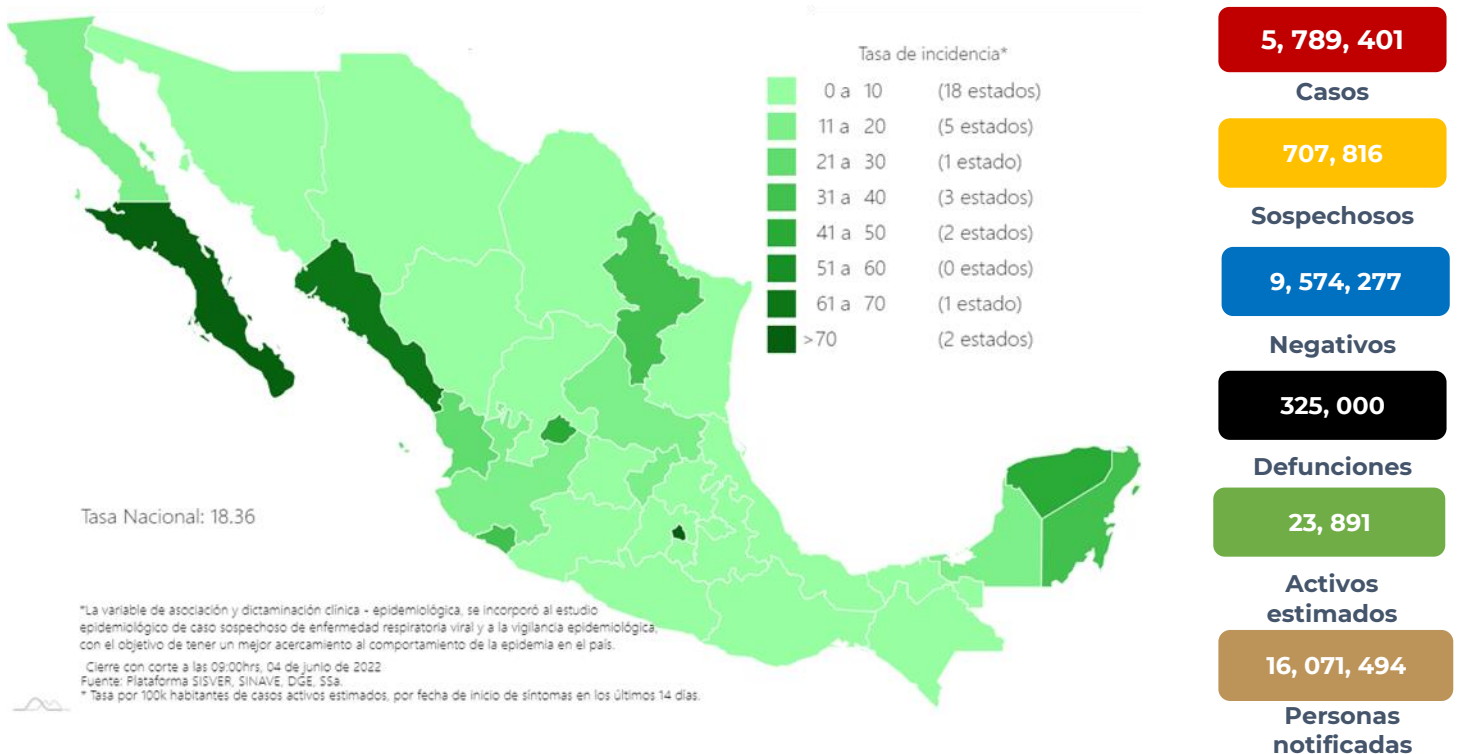 Tasa de incidencia*
0 a 10 (18 estados)
11 a 20 (5 estados)
21 a 30 (1 estado)
31 a 40 (3 estados)
41 a 50 (2 estados)
51 a 60 (0 estados)
61 a 70 (1 estado)
>70 (2 estados)
Tasa Nacional: 18.36
*La variable de asociación y dictaminación clínica - epidemiológica, se incorporó al estudio
epidemiológico de caso sospechoso de enfermedad respiratoria viral y a la vigilancia epidemiológica,
con el objetivo de tener un mejor acercamiento al comportamiento de la epidemia en el país.
Cierre con corte a las 09:00hrs, 04 de junio de 2022
Fuente: Plataforma SISVER, SINAVE, DGE, SSa.
* Tasa por 100k habitantes de casos activos estimados, por fecha de inicio de síntomas en los últimos 14 días.
5, 789, 401
Casos
707, 816
Sospechosos
9, 574, 277
Negativos
325, 000
Defunciones
23, 891
Activos
estimados
16, 071, 494
Personas
notificadas